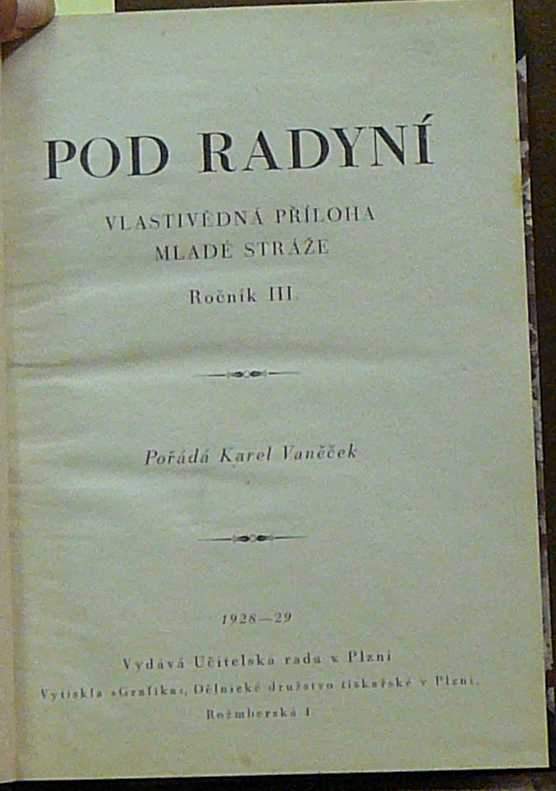 POD RADYNÍ
VLASTIVĚDNÁ PŘÍLOHA
MLADÉ STRÁŽE
Ročník III
Pořádá Karel Vaněček
1928—29
Vydává Učitelská rada v Plzni
Vytiskla »Grafika«, Dělnické družstvo tiskařské v Plzni,
Rožmberská 1